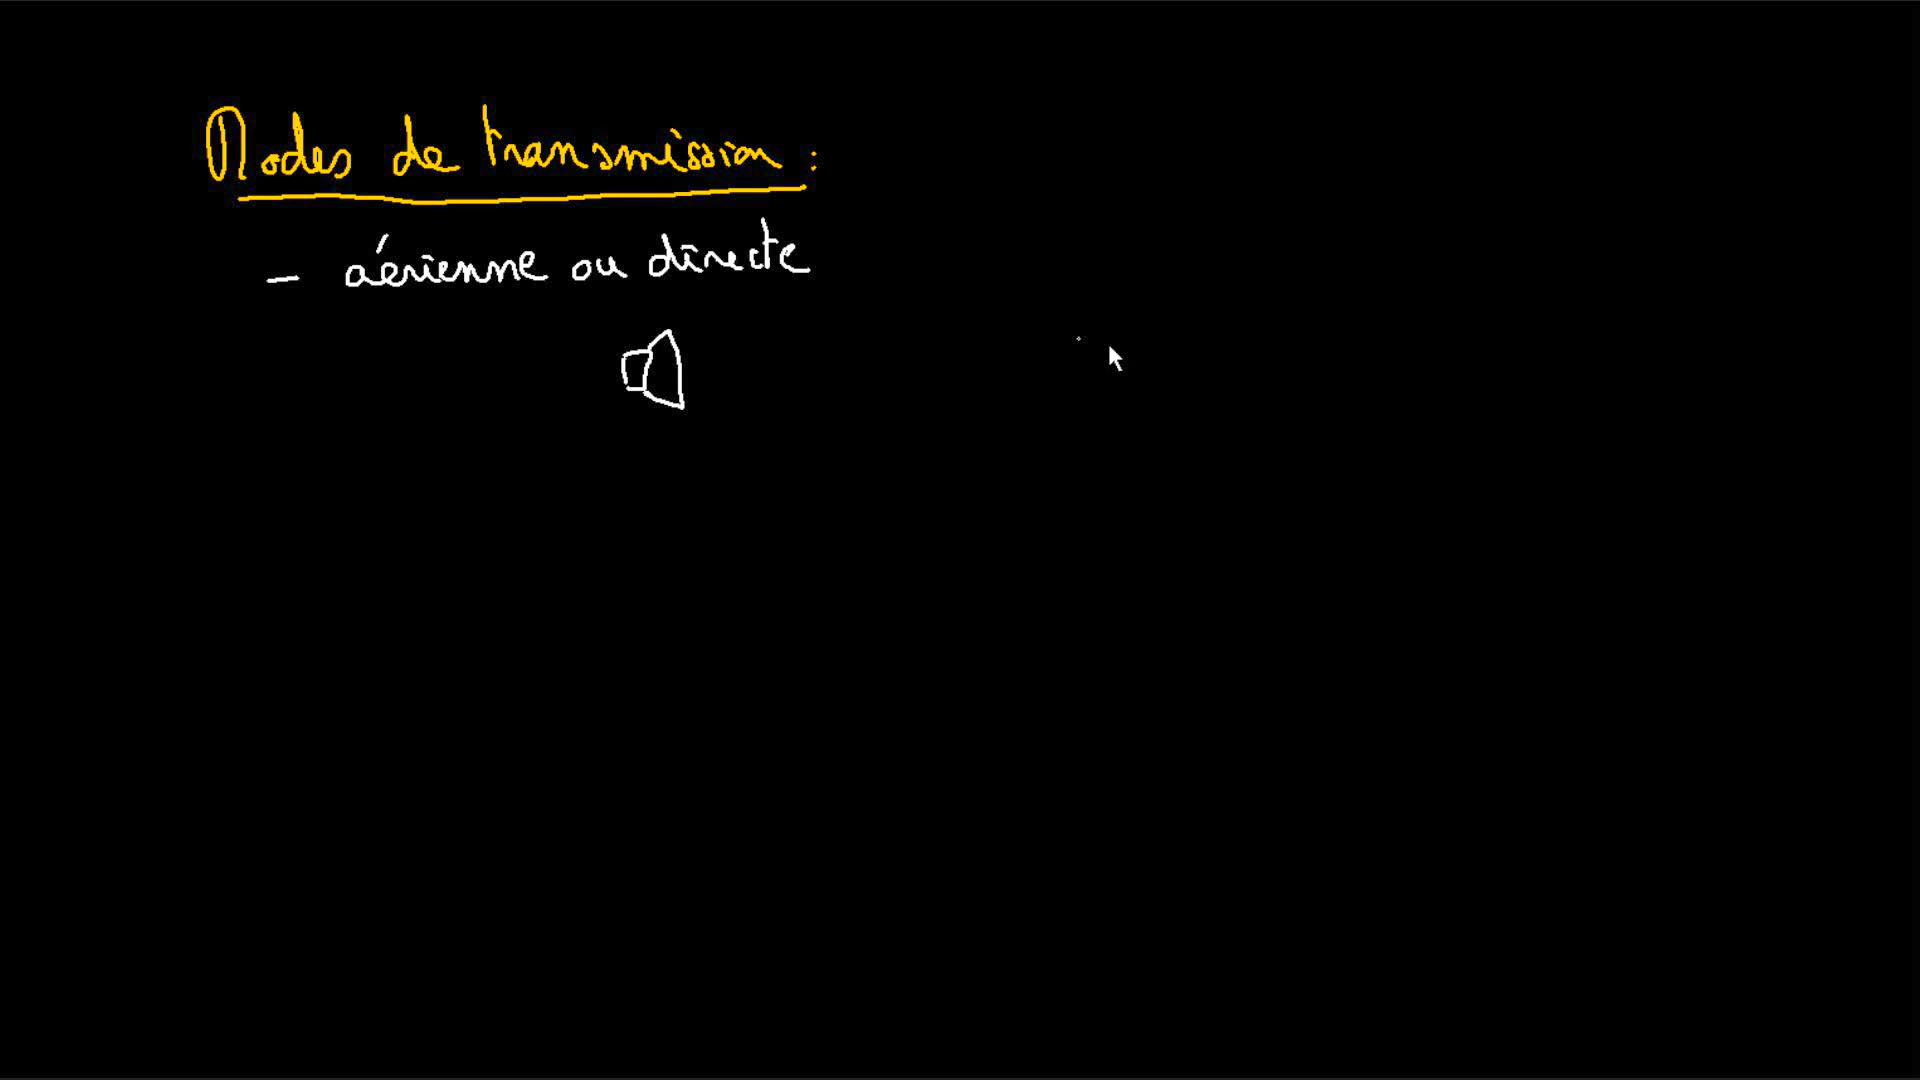 Modes de transmission :
- aérienne ou directe